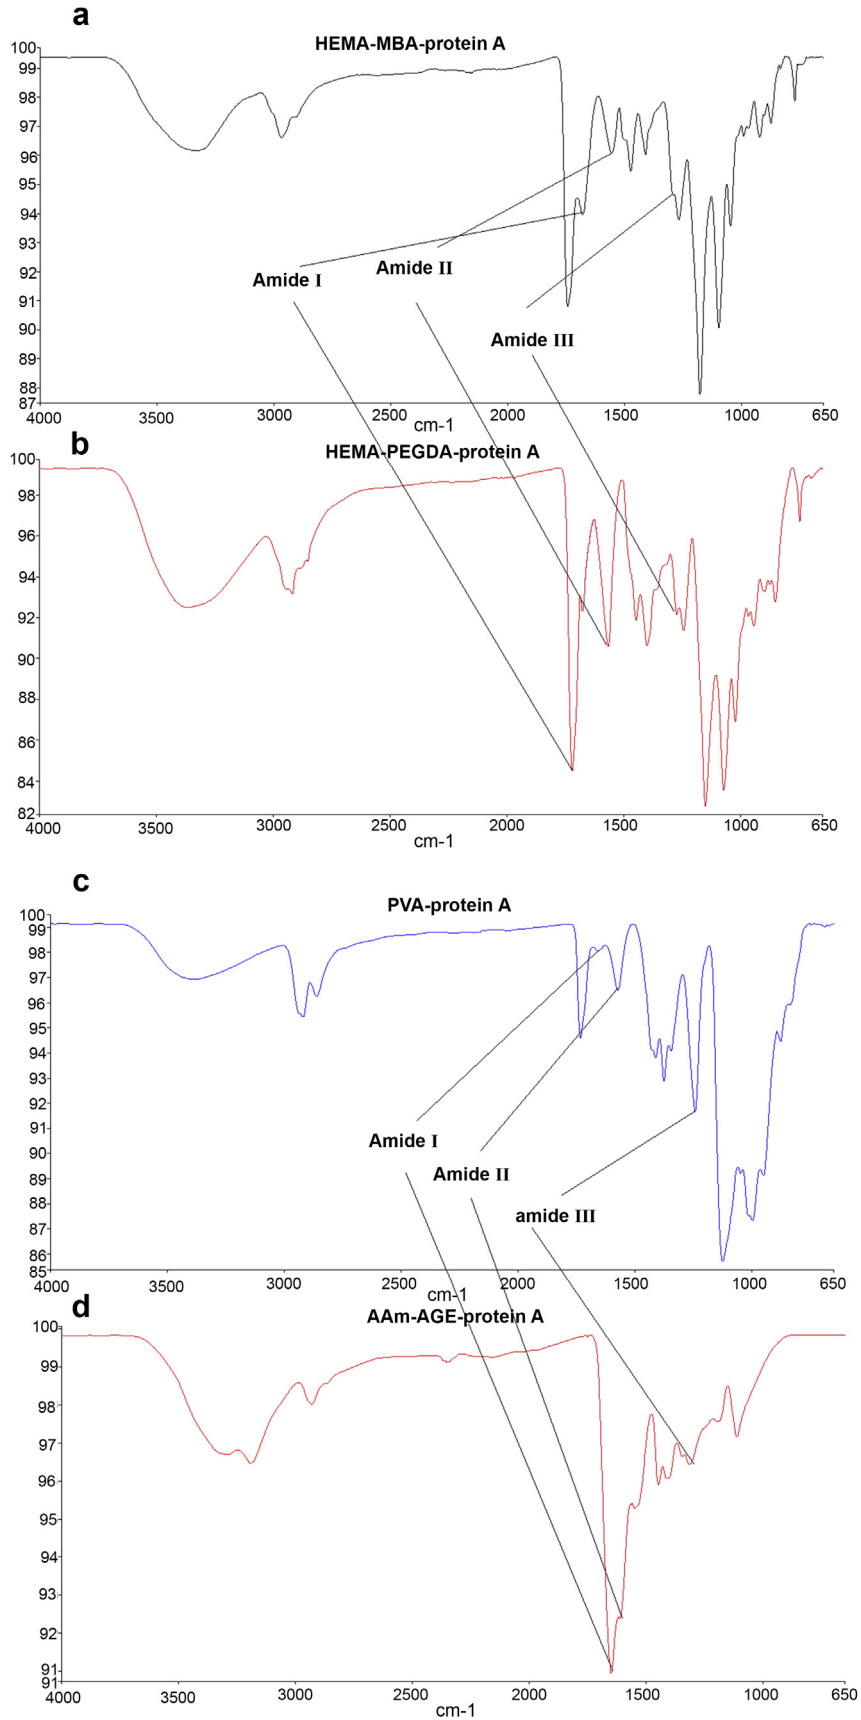 a
HEMA-MBA-protein A
100
99
98
97
96
95
94
93
92
91
90
89
88
87
4000 3500 3000 2500 2000 1500 1000 650
cm-1
Amide I
Amide II
Amide III
b
HEMA-PEGDA-protein A
100
98
96
94
92
90
88
86
84
82
4000 3500 3000 2500 2000 1500 1000 650
cm-1
c
PVA-protein A
100
99
98
97
96
95
94
93
92
91
90
89
88
87
86
85
4000 3500 3000 2500 2000 1500 1000 650
cm-1
Amide I
Amide II
amide III
d
AAm-AGE-protein A
100
99
98
97
96
95
94
93
92
91
91
4000 3500 3000 2500 2000 1500 1000 650
cm-1